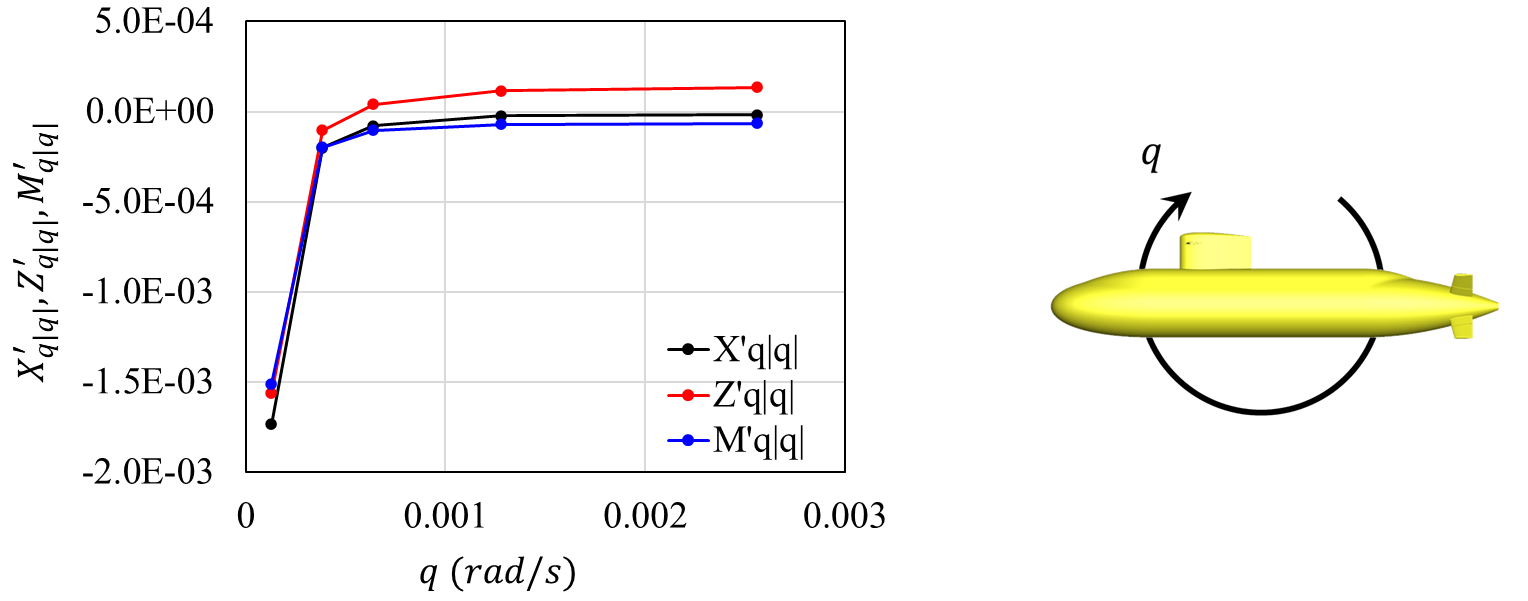 5.0E-04
0.0E+00
-5.0E-04
-1.0E-03
-1.5E-03
-2.0E-03
X′q|q|, Z′q|q|, M′q|q|
X'q|q|
Z'q|q|
M'q|q|
0
0.001
0.002
0.003
q (rad/s)
q